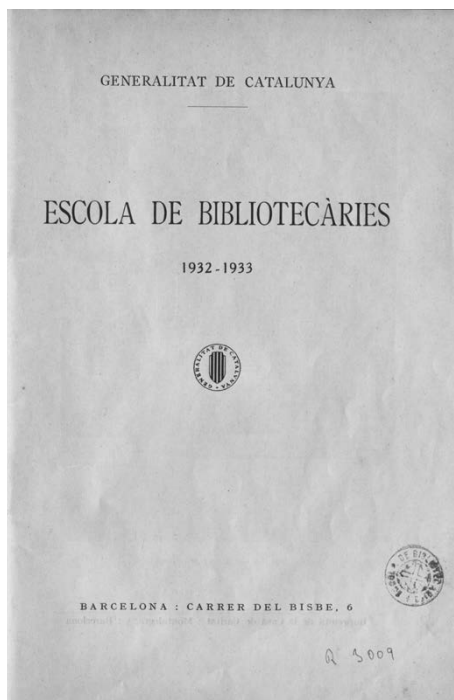 GENERALITAT DE CATALUNYA
ESCOLA DE BIBLIOTECÀRIES
1932-1933
GENERALITAT DE CATALUNYA
BARCELONA : CARRER DEL BISBE, 6
3009